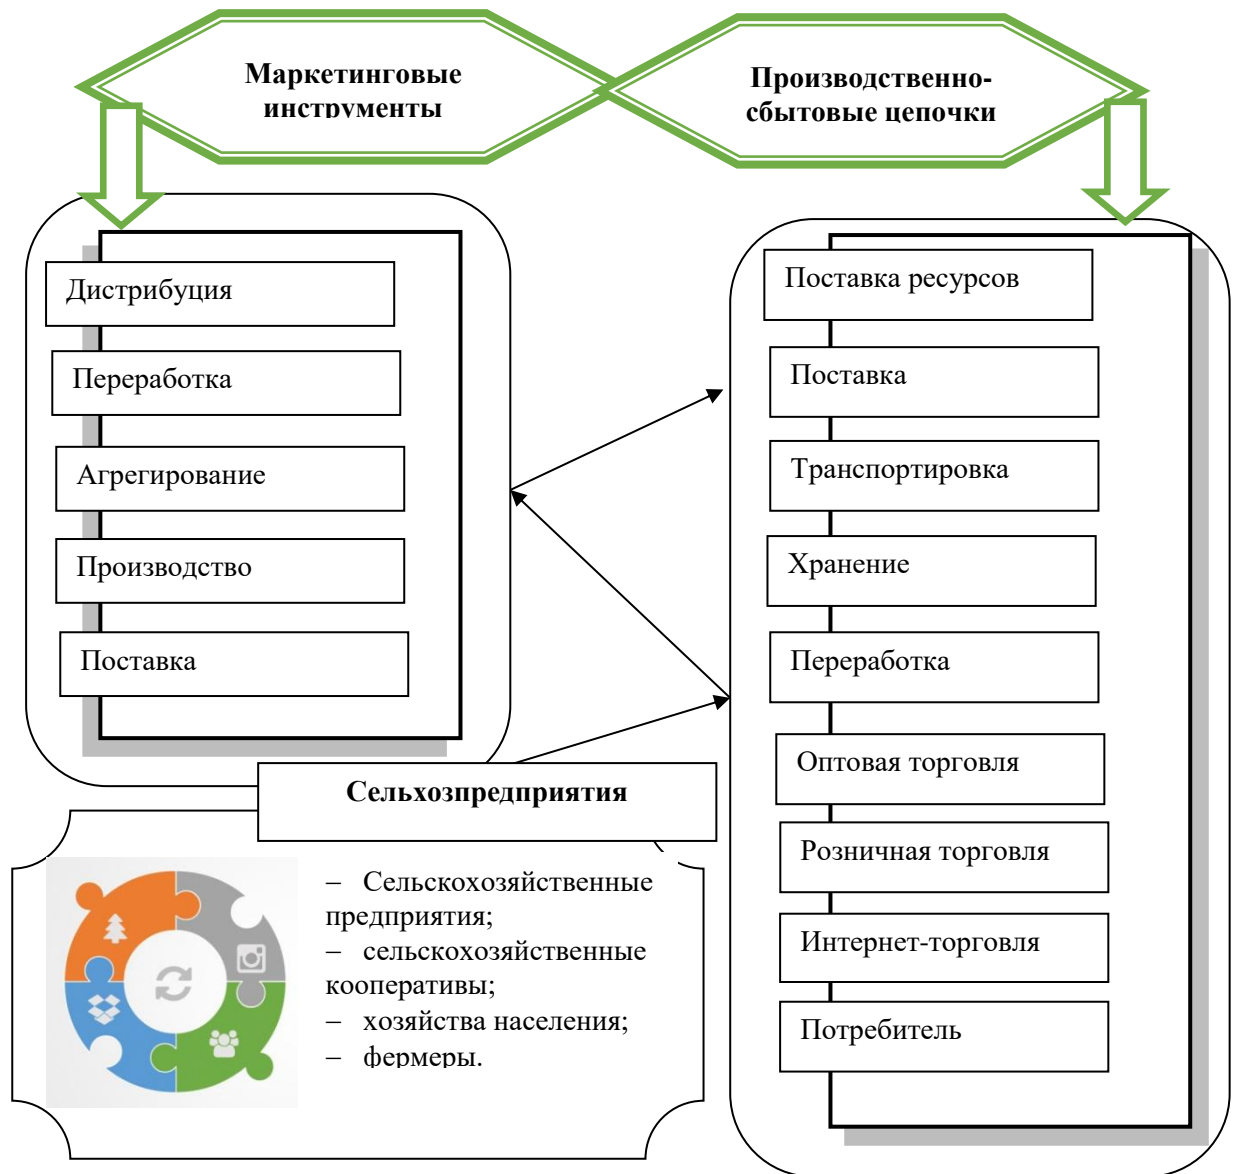 Маркетинговые
инструменты
Производственно-
сбытовые цепочки
Дистрибуция
Переработка
Агрегирование
Производство
Поставка
Поставка ресурсов
Поставка
Транспортировка
Хранение
Переработка
Оптовая торговля
Розничная торговля
Интернет-торговля
Потребитель
Сельхозпредприятия
– Сельскохозяйственные
предприятия;
– сельскохозяйственные
кооперативы;
– хозяйства населения;
– фермеры.